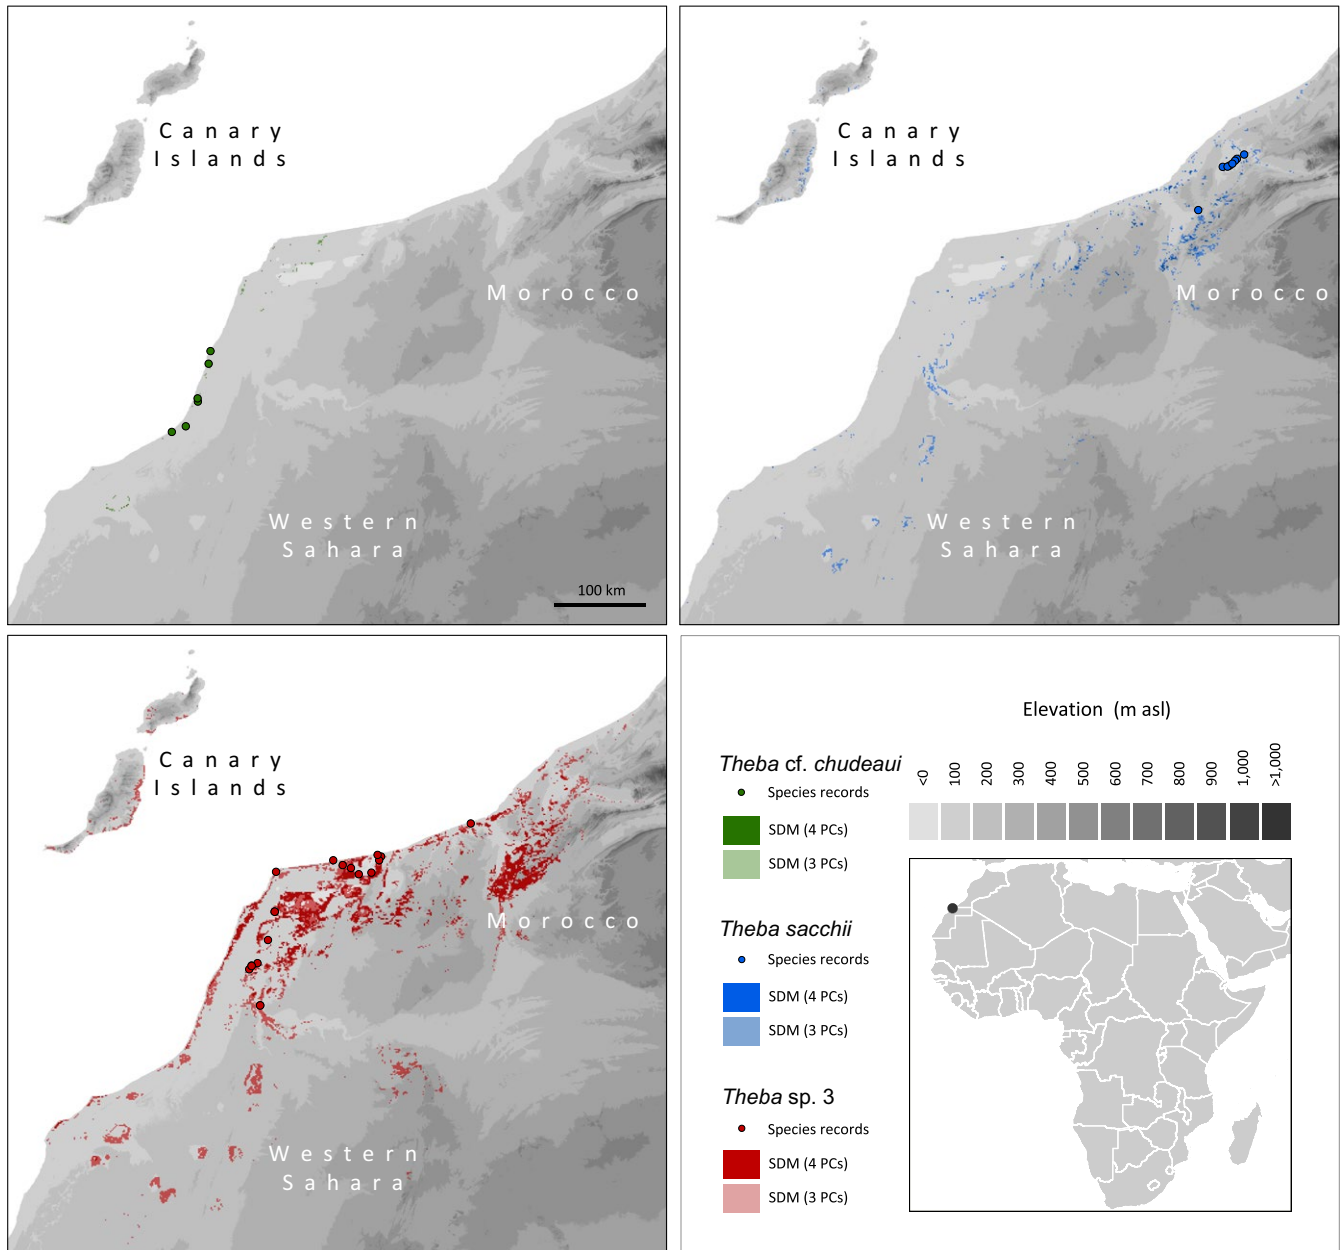 Canary
Islands
Morocco
Western
Sahara
100 km
Canary
Islands
Morocco
Western
Sahara
Canary
Islands
Morocco
Western
Sahara
Elevation (m asl)
<0 100 200 300 400 500 600 700 800 900 1,000 >1,000
Theba cf. chudeaui
Species records
SDM (4 PCs)
SDM (3 PCs)
Theba sacchii
Species records
SDM (4 PCs)
SDM (3 PCs)
Theba sp. 3
Species records
SDM (4 PCs)
SDM (3 PCs)